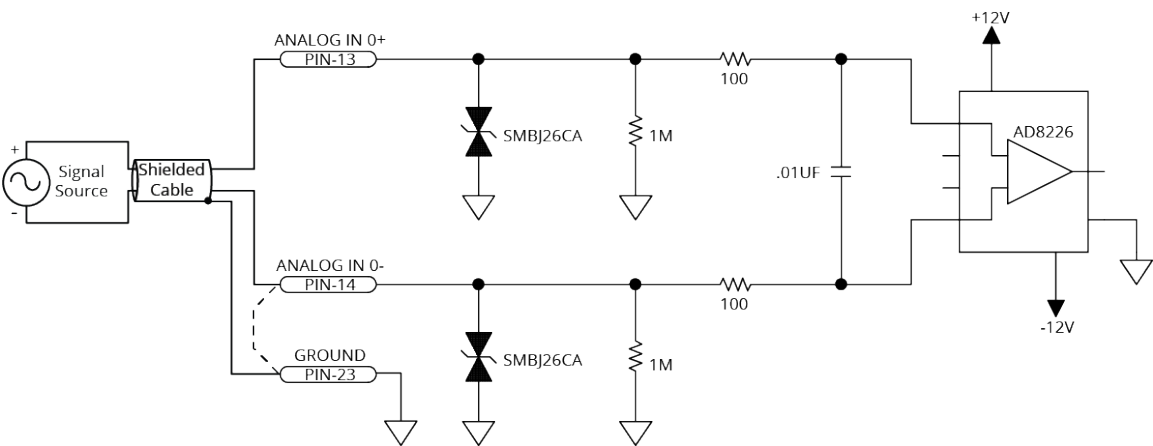 +12V
ANALOG IN 0+
PIN-13
100
SMBJ26CA
1M
AD8226
+
Signal
Source
-
Shielded
Cable
.01UF
ANALOG IN 0-
PIN-14
100
-12V
GROUND
PIN-23
SMBJ26CA
1M